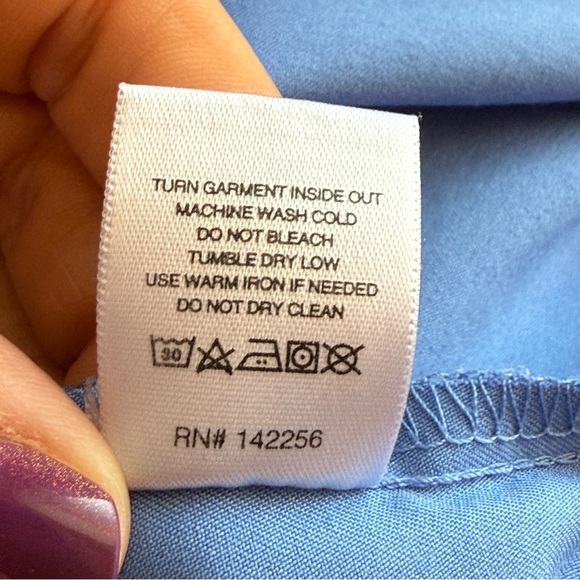 TURN GARMENT INSIDE OUT
MACHINE WASH COLD
DO NOT BLEACH
TUMBLE DRY LOW
USE WARM IRON IF NEEDED
DO NOT DRY CLEAN
30
RN# 142256